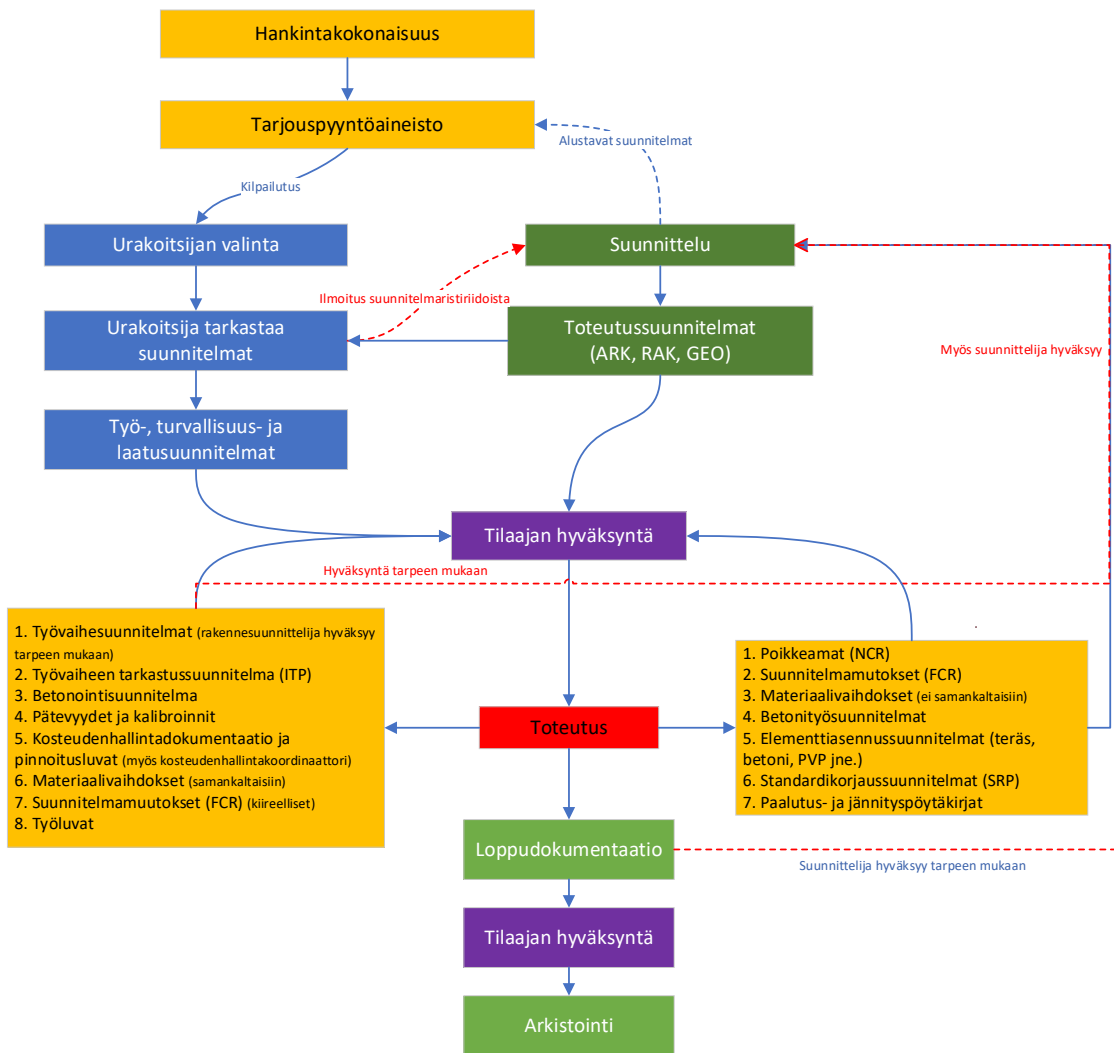 Hankintakokonaisuus
Tarjouspyyntöaineisto
Alustavat suunnitelmat
Kilpailutus
Urakoitsijan valinta
Suunnittelu
Ilmoitus suunnitelmaristiriidoista
Urakoitsija tarkastaa
suunnitelmat
Toteutussuunnitelmat
(ARK, RAK, GEO)
Myös suunnittelija hyväksyy
Työ-, turvallisuus- ja
laatusuunnitelmat
Tilaajan hyväksyntä
Hyväksyntä tarpeen mukaan
1. Työvaihesuunnitelmat (rakennesuunnittelija hyväksyy
tarpeen mukaan)
2. Työvaiheen tarkastussuunnitelma (ITP)
3. Betonointisuunnitelma
4. Pätevyydet ja kalibroinnit
5. Kosteudenhallintadokumentaatio ja
pinnoitusluvat (myös kosteudenhallintakoordinaattori)
6. Materiaalivaihdokset (samankaltaisiin)
7. Suunnitelmamuutokset (FCR) (kiireelliset)
8. Työluvat
Toteutus
1. Poikkeamat (NCR)
2. Suunnitelmamutokset (FCR)
3. Materiaalivaihdokset (ei samankaltaisiin)
4. Betonityösuunnitelmat
5. Elementtiasennussuunnitelmat (teräs,
betoni, PVP jne.)
6. Standardikorjaussuunnitelmat (SRP)
7. Paalutus- ja jännityspöytäkirjat
Loppudokumentaatio
Suunnittelija hyväksyy tarpeen mukaan
Tilaajan hyväksyntä
Arkistointi